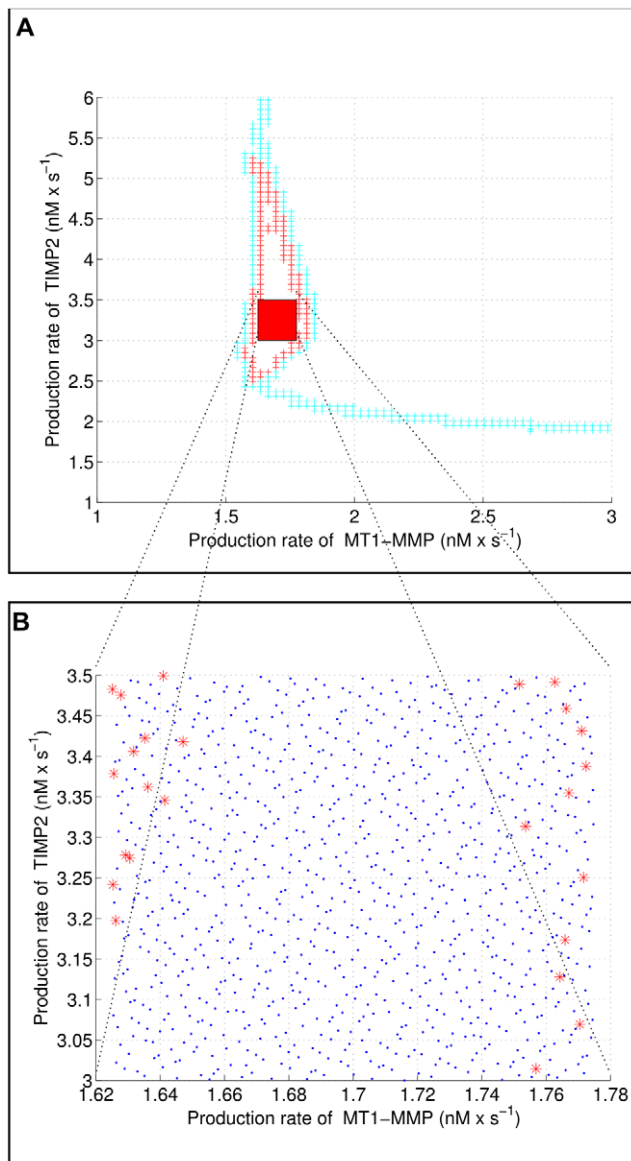 A
6
5.5
5
4.5
4
3.5
3
2.5
2
1.5
1
Production rate of TIMP2 (nM x s⁻¹)
1 1.5 2 2.5 3
Production rate of MT1−MMP (nM x s⁻¹)
B
3.5
3.45
3.4
3.35
3.3
3.25
3.2
3.15
3.1
3.05
3
Production rate of TIMP2 (nM x s⁻¹)
1.62 1.64 1.66 1.68 1.7 1.72 1.74 1.76 1.78
Production rate of MT1−MMP (nM x s⁻¹)